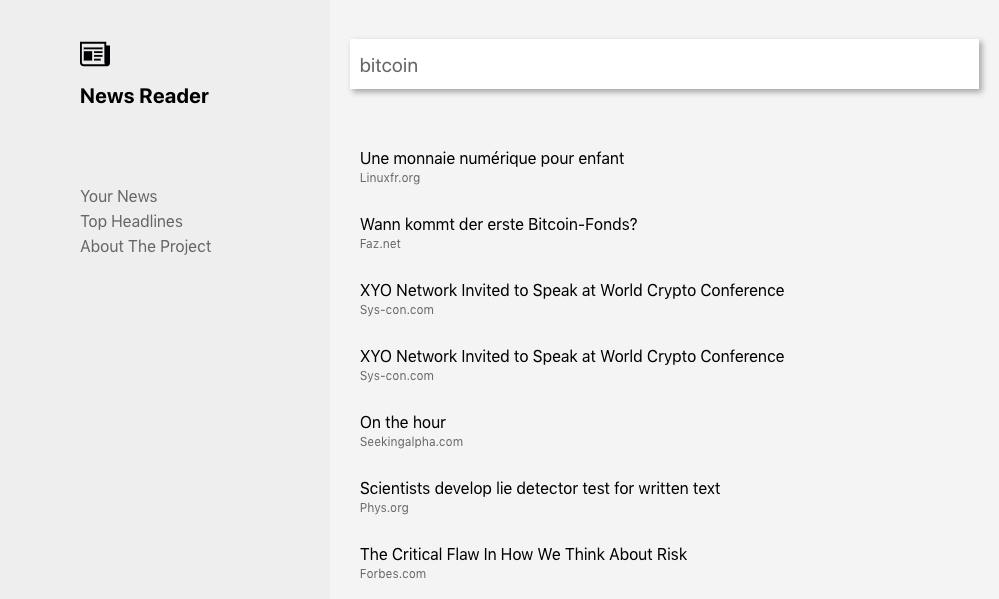 News Reader
Your News
Top Headlines
About The Project
bitcoin
Une monnaie numérique pour enfant
Linuxfr.org
Wann kommt der erste Bitcoin-Fonds?
Faz.net
XYO Network Invited to Speak at World Crypto Conference
Sys-con.com
XYO Network Invited to Speak at World Crypto Conference
Sys-con.com
On the hour
Seekingalpha.com
Scientists develop lie detector test for written text
Phys.org
The Critical Flaw In How We Think About Risk
Forbes.com